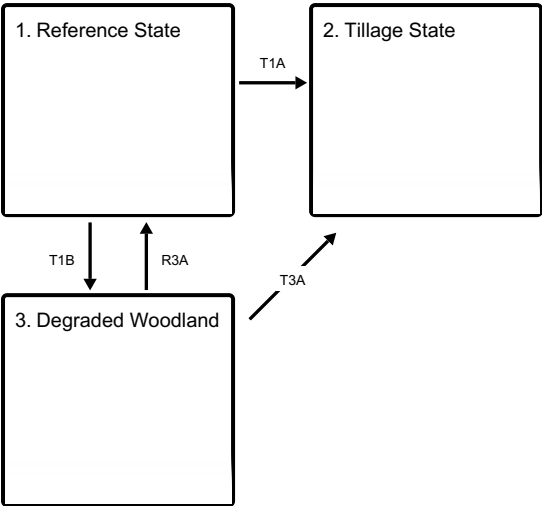 1. Reference State
2. Tillage State
T1A
T1B
R3A
T3A
3. Degraded Woodland